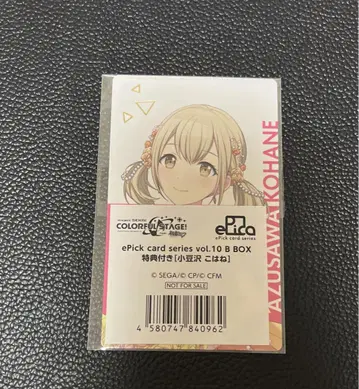 AZUSAWA KOHANE
COLORFUL STAGE!
ePica
ePick card series
ePick card series vol.10 B BOX
特典付き[小豆沢 こはね]
© SEGA/© CP/© CFM
NOT FOR SALE
4 580747 840962